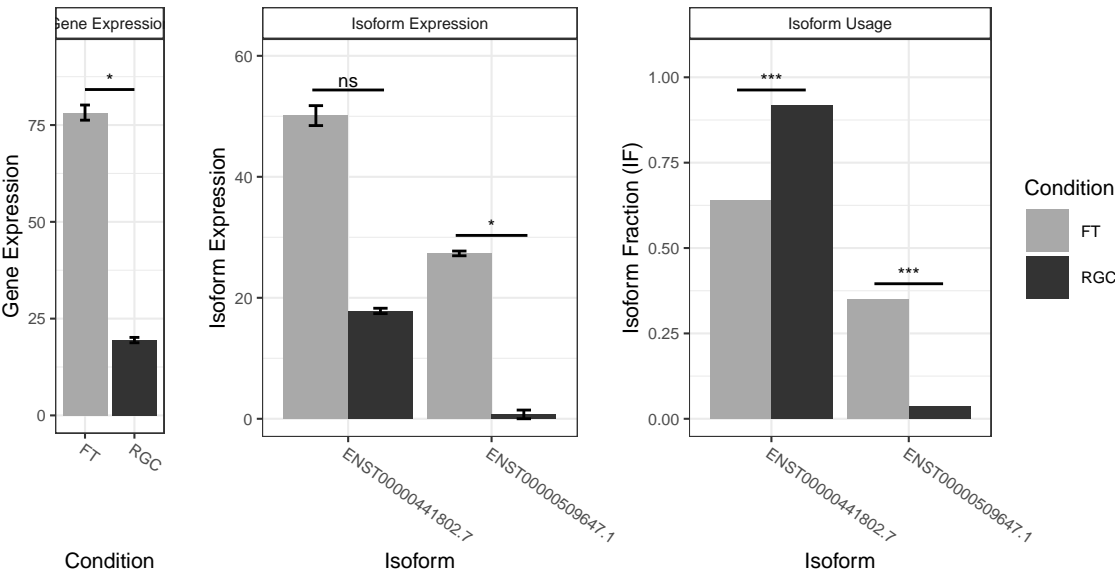 Gene Expression
Isoform Expression
Isoform Usage
Gene Expression
75
50
25
0
*
FT
RGC
Condition
Isoform Expression
60
40
20
0
ns
*
ENST00000441802.7
ENST00000509647.1
Isoform
Isoform Fraction (IF)
1.00
0.75
0.50
0.25
0.00
***
***
ENST00000441802.7
ENST00000509647.1
Isoform
Condition
FT
RGC